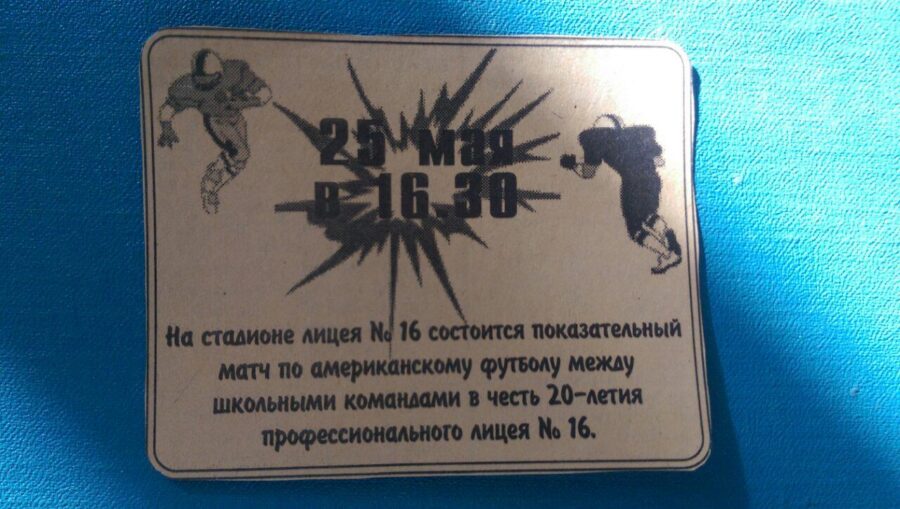 25 мая
в 16.30
На стадионе лицея № 16 состоится показательный
матч по американскому футболу между
школьными командами в честь 20-летия
профессионального лицея № 16.